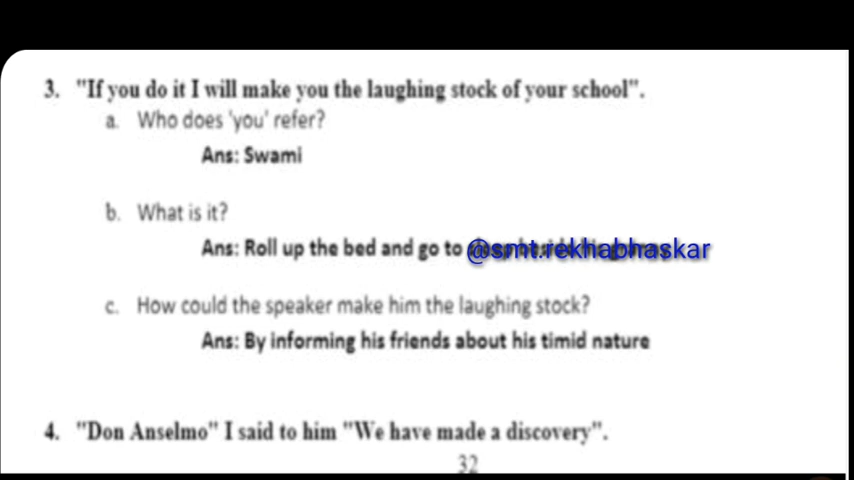 3. "If you do it I will make you the laughing stock of your school".
a. Who does 'you' refer?
Ans: Swami
b. What is it?
Ans: Roll up the bed and go to @smt.rekhabhaskar
c. How could the speaker make him the laughing stock?
Ans: By informing his friends about his timid nature
4. "Don Anselmo" I said to him "We have made a discovery".
32